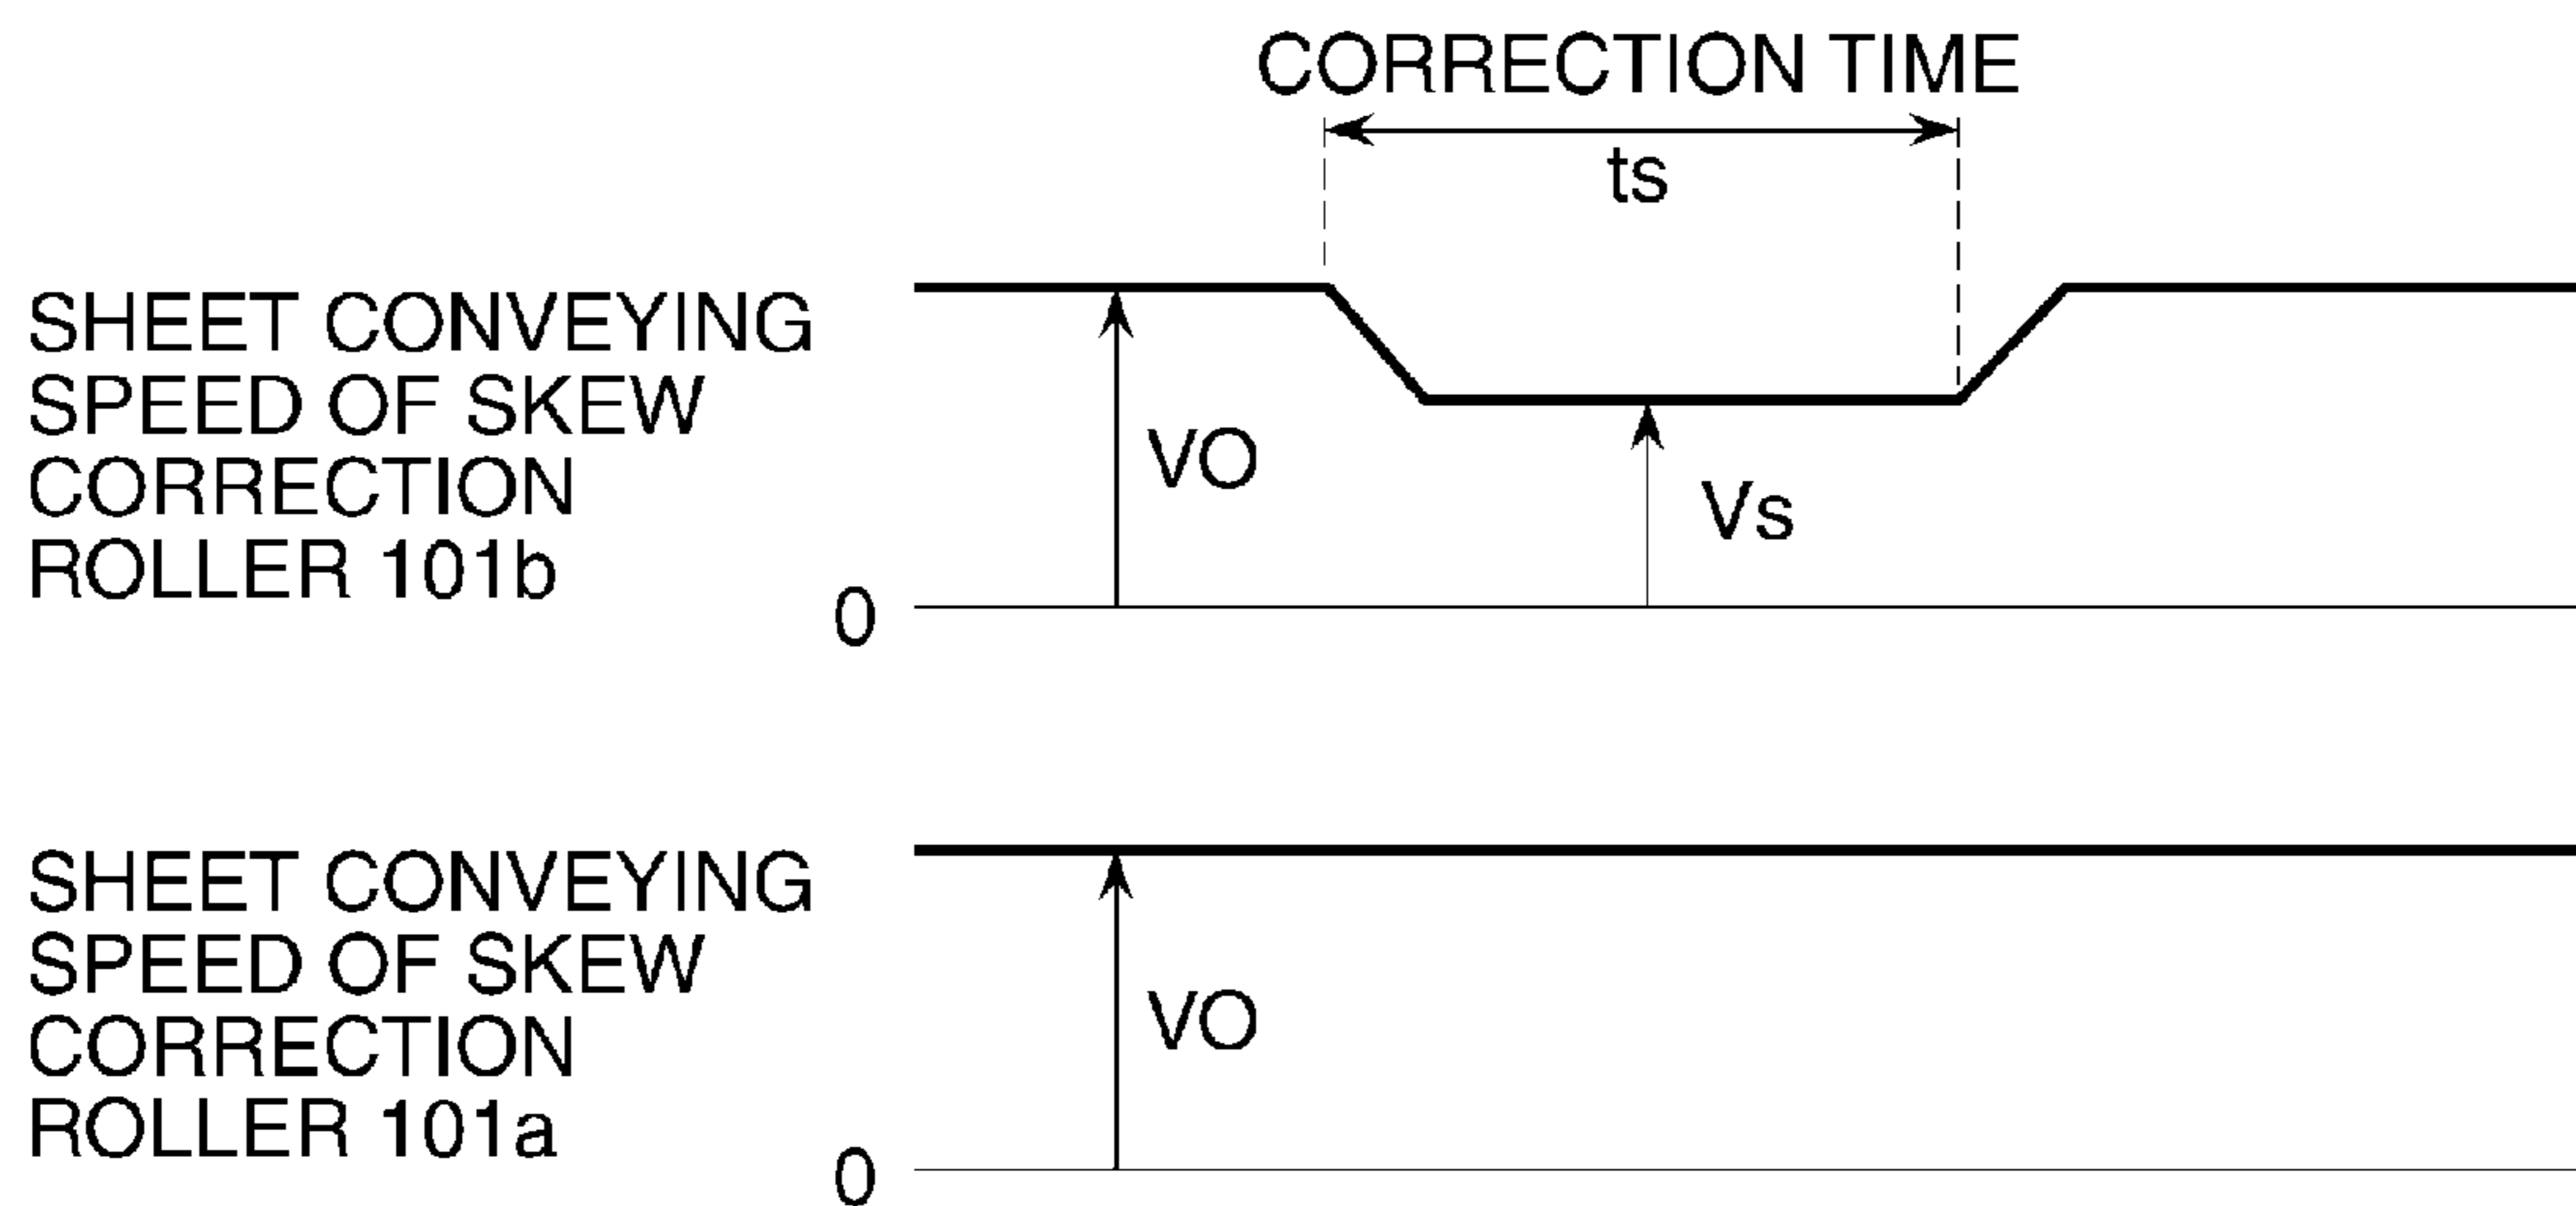 CORRECTION TIME
ts
SHEET CONVEYING
SPEED OF SKEW
CORRECTION
ROLLER 101b
VO
Vs
0
SHEET CONVEYING
SPEED OF SKEW
CORRECTION
ROLLER 101a
VO
0